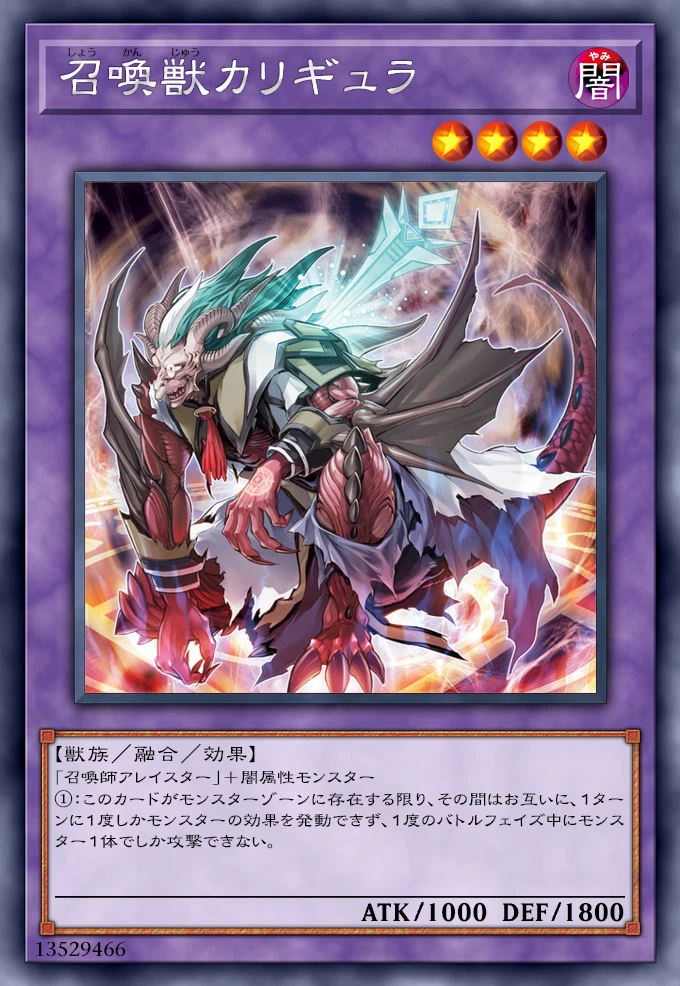 しょう かん じゅう
召喚獣カリギュラ
やみ
闇
【獣族／融合／効果】
「召喚師アレイスター」＋闇属性モンスター
①：このカードがモンスターゾーンに存在する限り、その間はお互いに、１ター
ンに１度しかモンスターの効果を発動できず、１度のバトルフェイズ中にモンス
ター１体でしか攻撃できない。
ATK/1000 DEF/1800
13529466